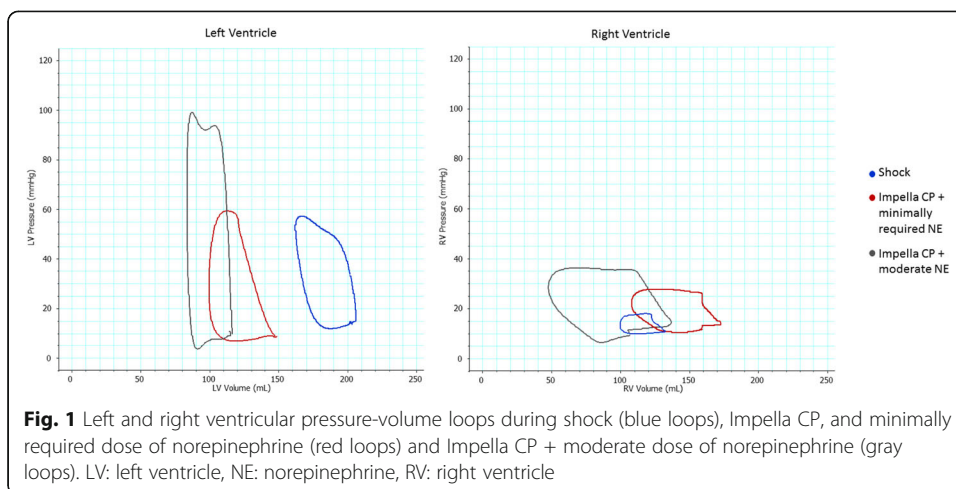 Left Ventricle
120
100
80
60
40
20
0
LV Pressure (mmHg)
0 50 100 150 200 250
LV Volume (mL)
Right Ventricle
120
100
80
60
40
20
0
RV Pressure (mmHg)
0 50 100 150 200 250
RV Volume (mL)
Shock
Impella CP +
minimally
required NE
Impella CP +
moderate NE
Fig. 1 Left and right ventricular pressure-volume loops during shock (blue loops), Impella CP, and minimally
required dose of norepinephrine (red loops) and Impella CP + moderate dose of norepinephrine (gray
loops). LV: left ventricle, NE: norepinephrine, RV: right ventricle